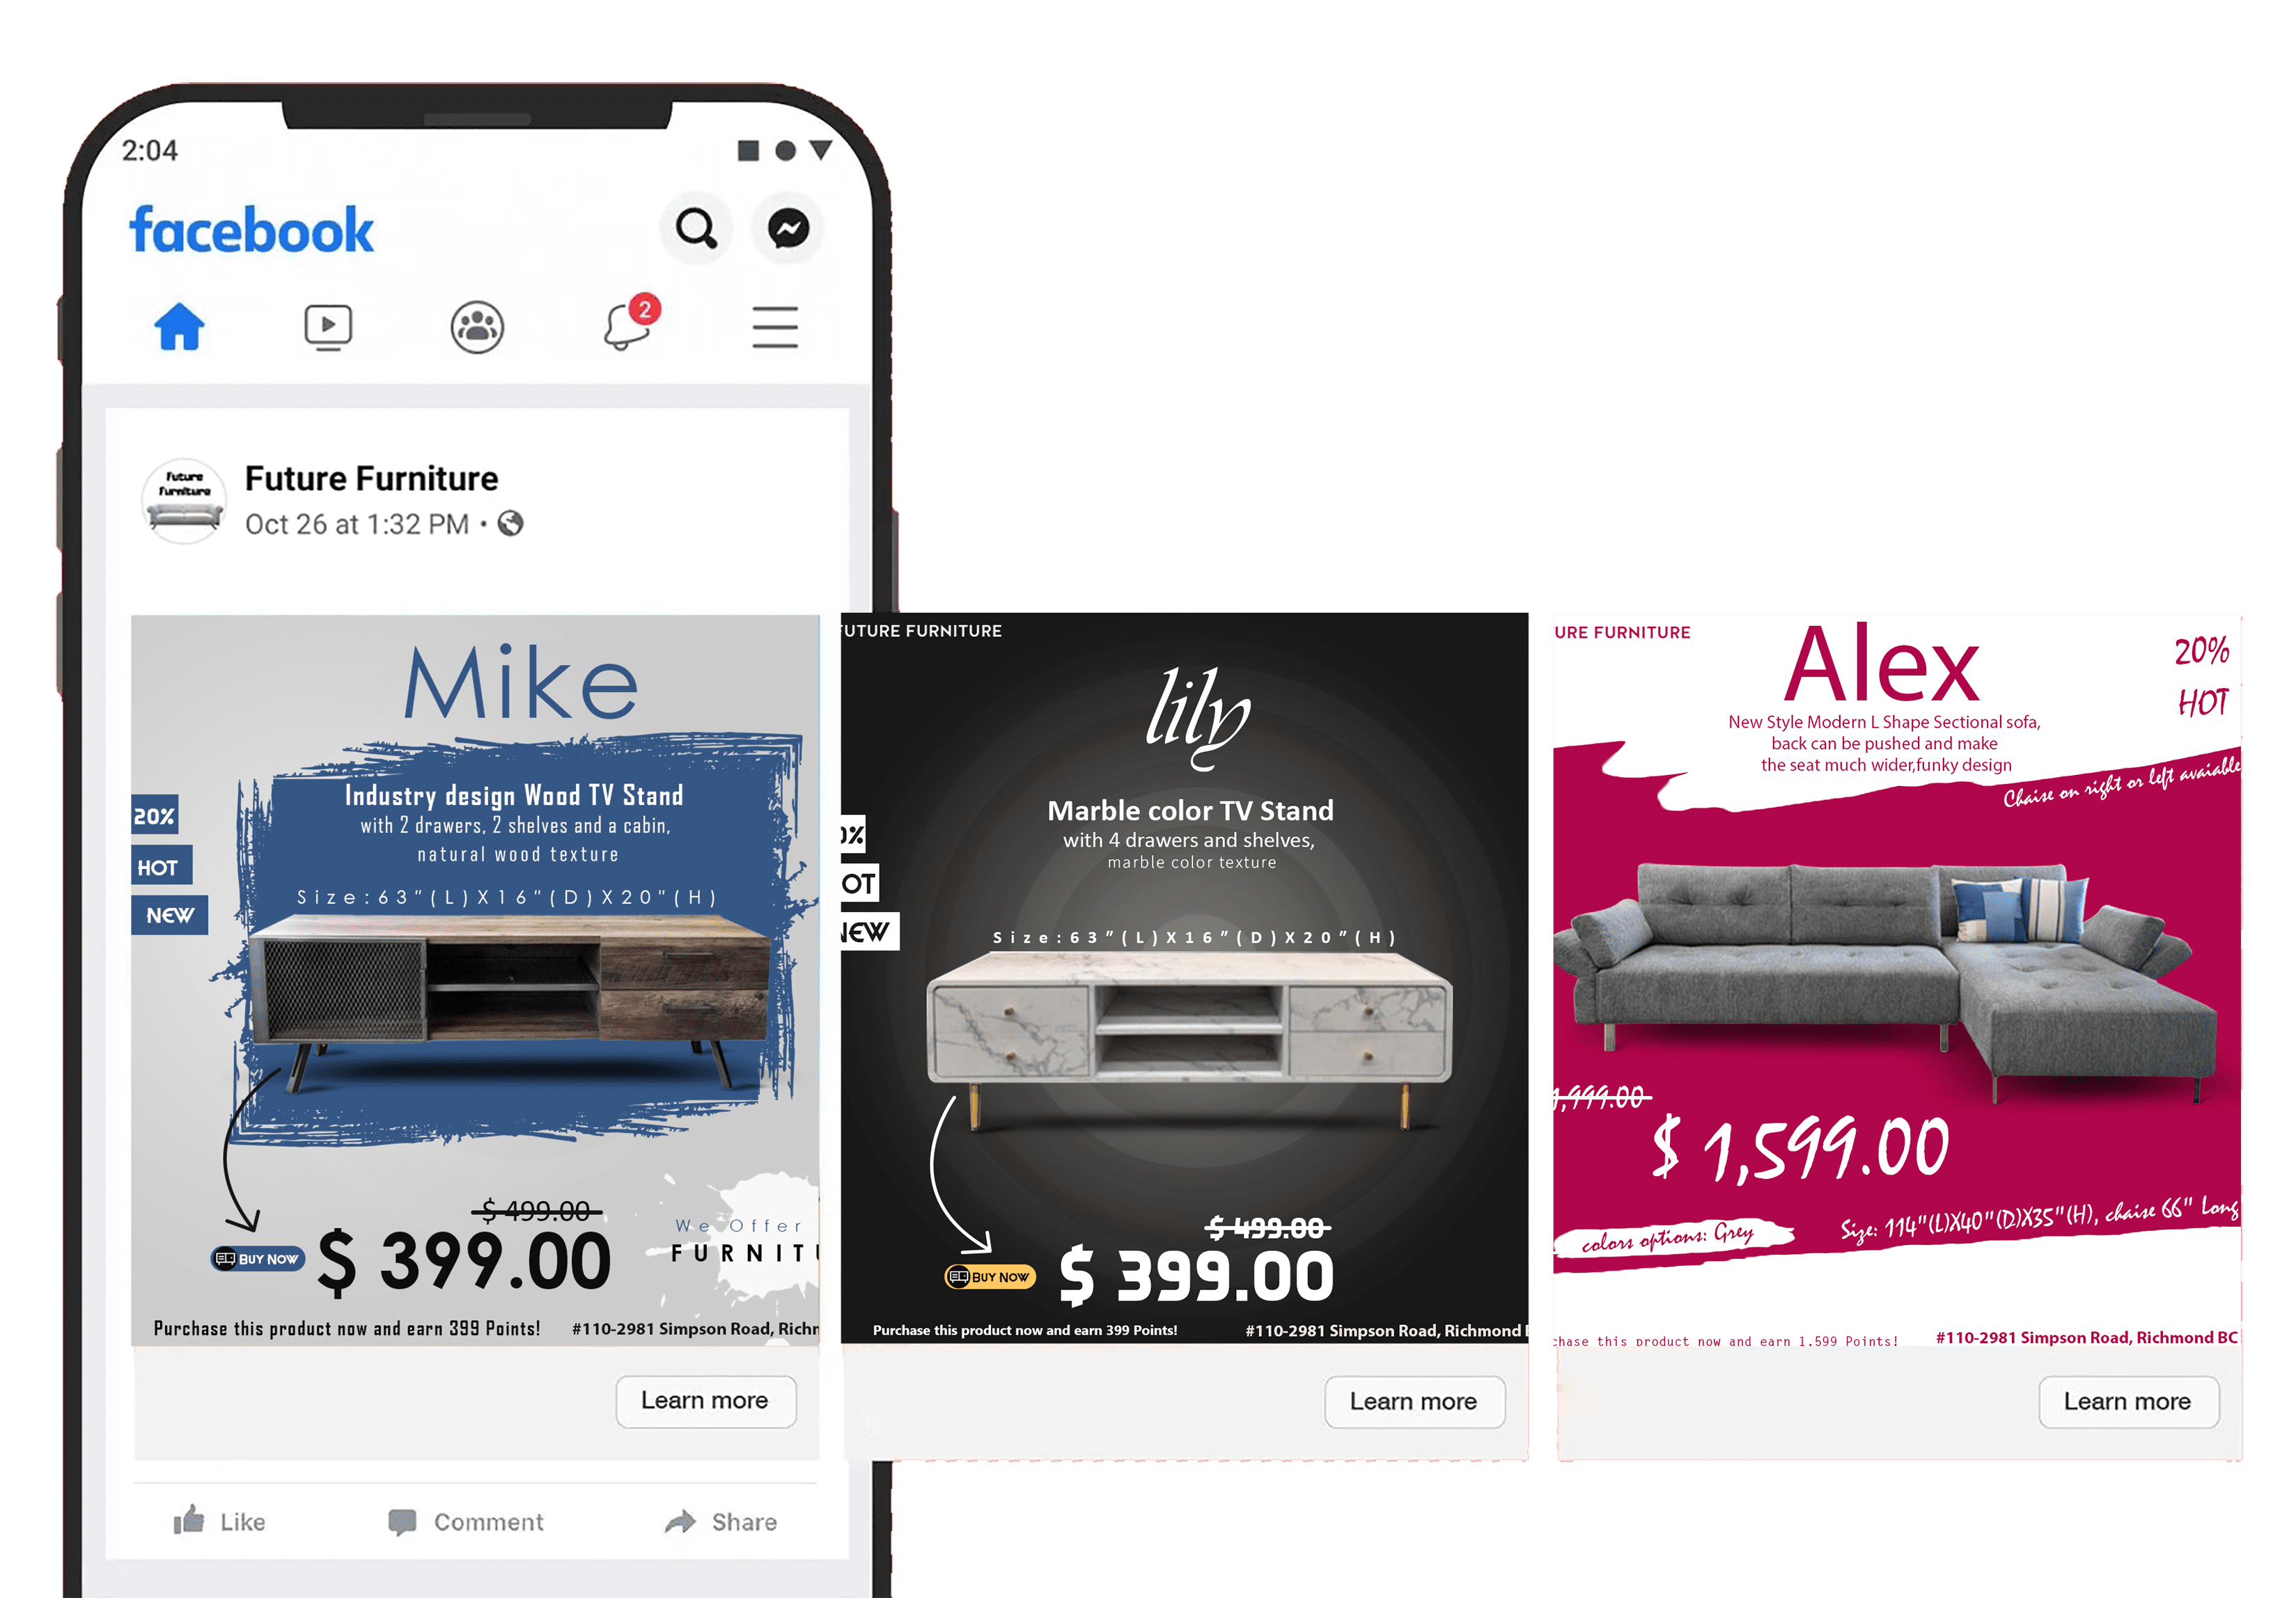 2:04
facebook
2
Future Furniture
Future Furniture
Oct 26 at 1:32 PM •
Mike
Industry design Wood TV Stand
with 2 drawers, 2 shelves and a cabin,
natural wood texture
Size:63"(L)X16"(D)X20"(H)
20%
HOT
NEW
$ 499.00
BUY NOW
$ 399.00
We Offer
FURNITU
Purchase this product now and earn 399 Points!
#110-2981 Simpson Road, Richm
Learn more
Like
Comment
Share
UTURE FURNITURE
lily
Marble color TV Stand
with 4 drawers and shelves,
marble color texture
0%
OT
NEW
Size:63"(L)X16"(D)X20"(H)
$ 499.00
BUY NOW
$ 399.00
Purchase this product now and earn 399 Points!
#110-2981 Simpson Road, Richmond
Learn more
URE FURNITURE
Alex
20%
HOT
New Style Modern L Shape Sectional sofa,
back can be pushed and make
the seat much wider,funky design
Chaise on right or left avaiable
1,999.00
$ 1,599.00
colors options: Grey
Size: 114"(L)X40"(D)X35"(H), chaise 66" Long
chase this product now and earn 1,599 Points!
#110-2981 Simpson Road, Richmond BC
Learn more